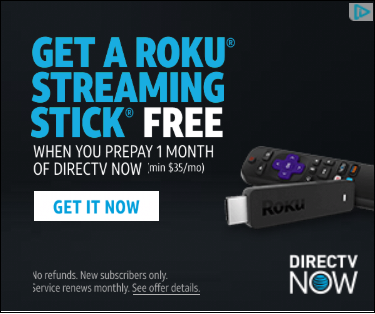 GET A ROKU®
STREAMING
STICK® FREE
WHEN YOU PREPAY 1 MONTH
OF DIRECTV NOW (min $35/mo)
GET IT NOW
Roku
DIRECTV
NOW
No refunds. New subscribers only.
Service renews monthly. See offer details.